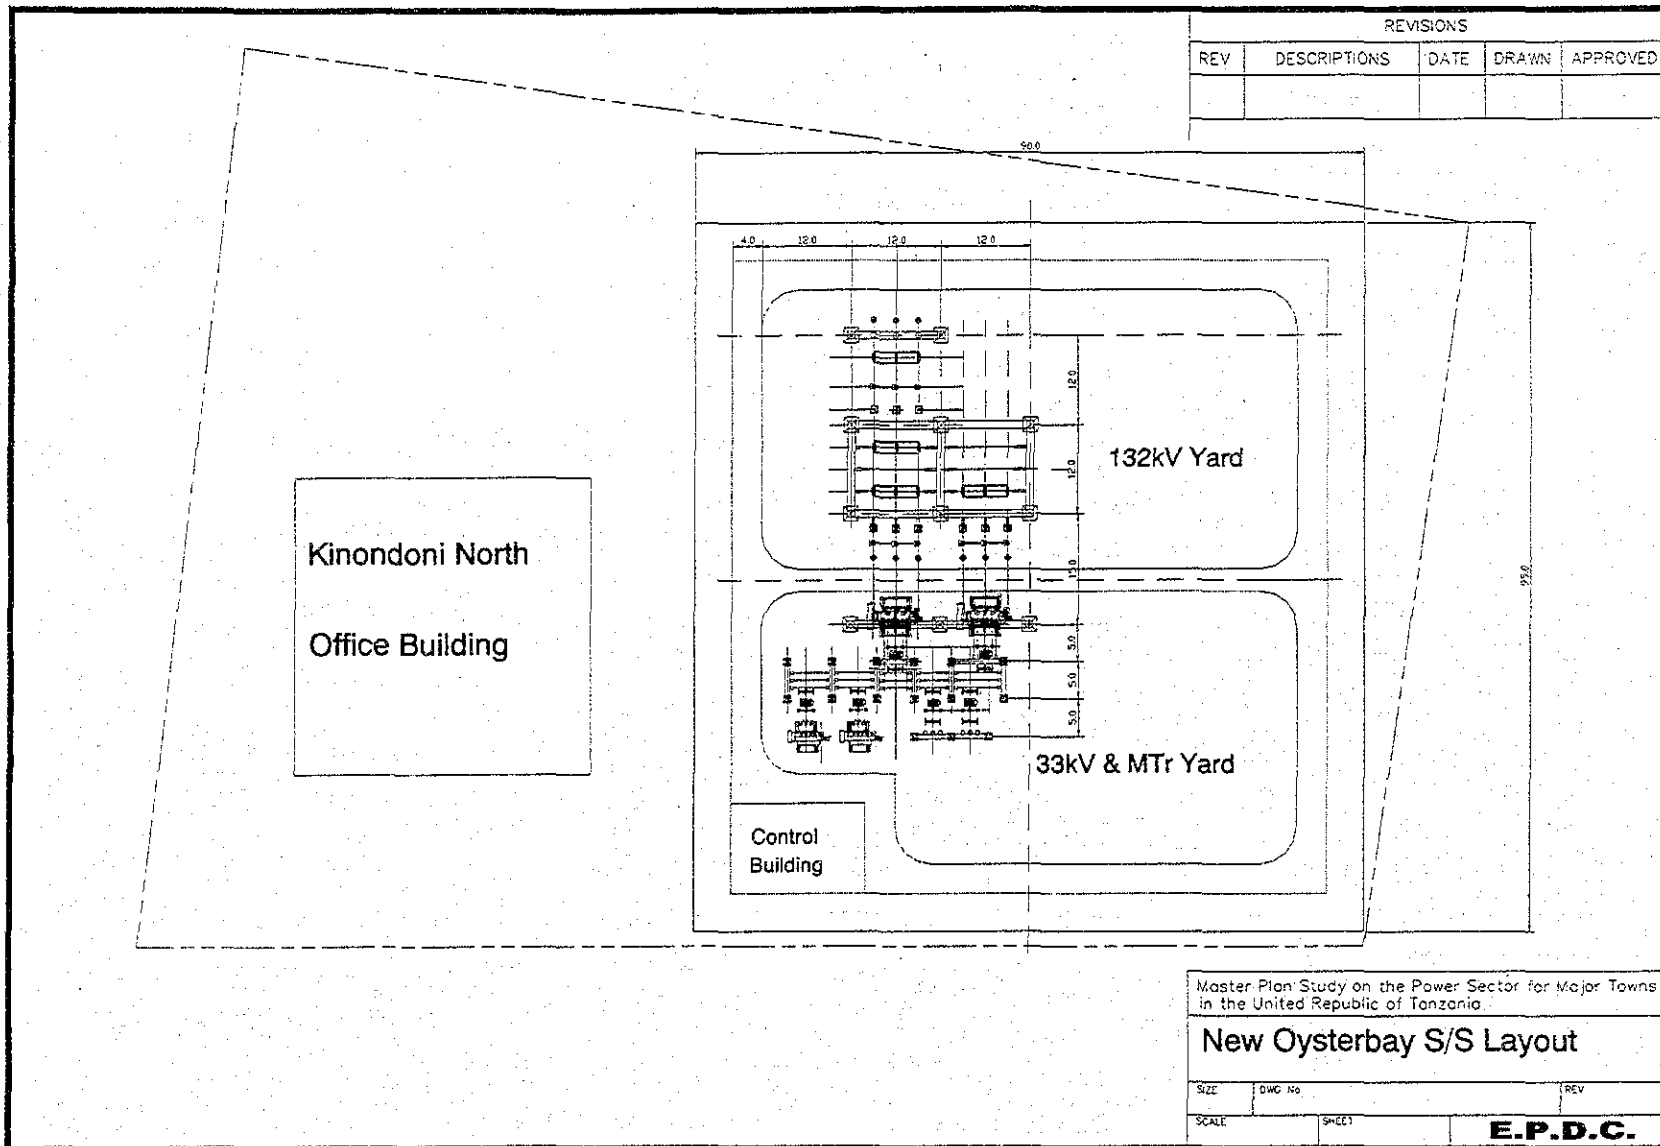 REVISIONS
REV DESCRIPTIONS DATE DRAWN APPROVED
90.0
4.0 12.0 12.0 12.0
12.0
132kV Yard
12.0
Kinondoni North
Office Building
15.0
95.0
5.0
5.0
5.0
33kV & MTr Yard
Control
Building
Master Plan Study on the Power Sector for Major Towns
in the United Republic of Tanzania.
New Oysterbay S/S Layout
SIZE DWG No REV
SCALE SHEET
E.P.D.C.